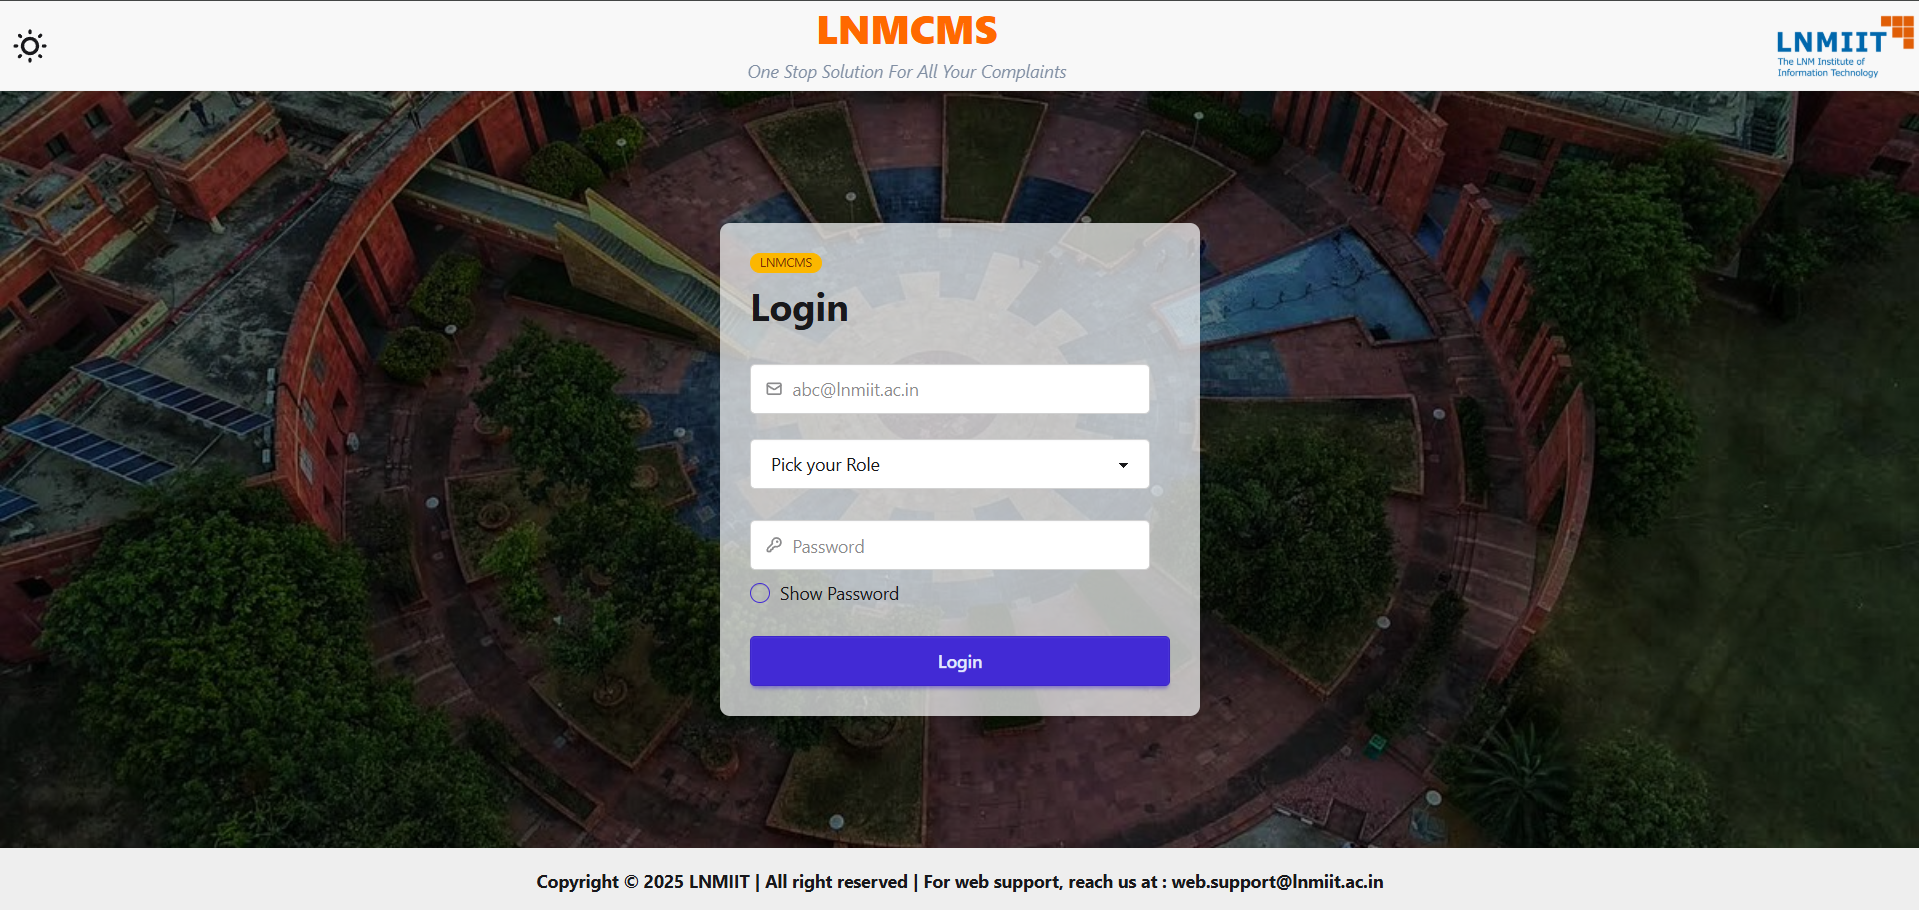 LNMCMS
One Stop Solution For All Your Complaints
LNMIIT
The LNM Institute of
Information Technology
LNMCMS
Login
abc@lnmiit.ac.in
Pick your Role
Password
Show Password
Login
Copyright © 2025 LNMIIT | All right reserved | For web support, reach us at : web.support@lnmiit.ac.in